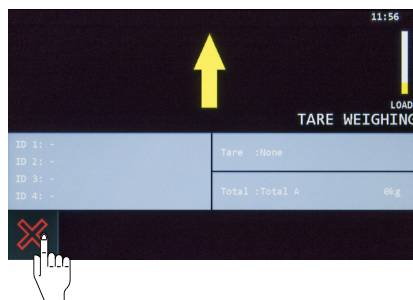 11:56
LOAD
TARE WEIGHING
ID 1: -
ID 2: -
ID 3: -
ID 4: -
Tare :None
Total :Total A 0kg